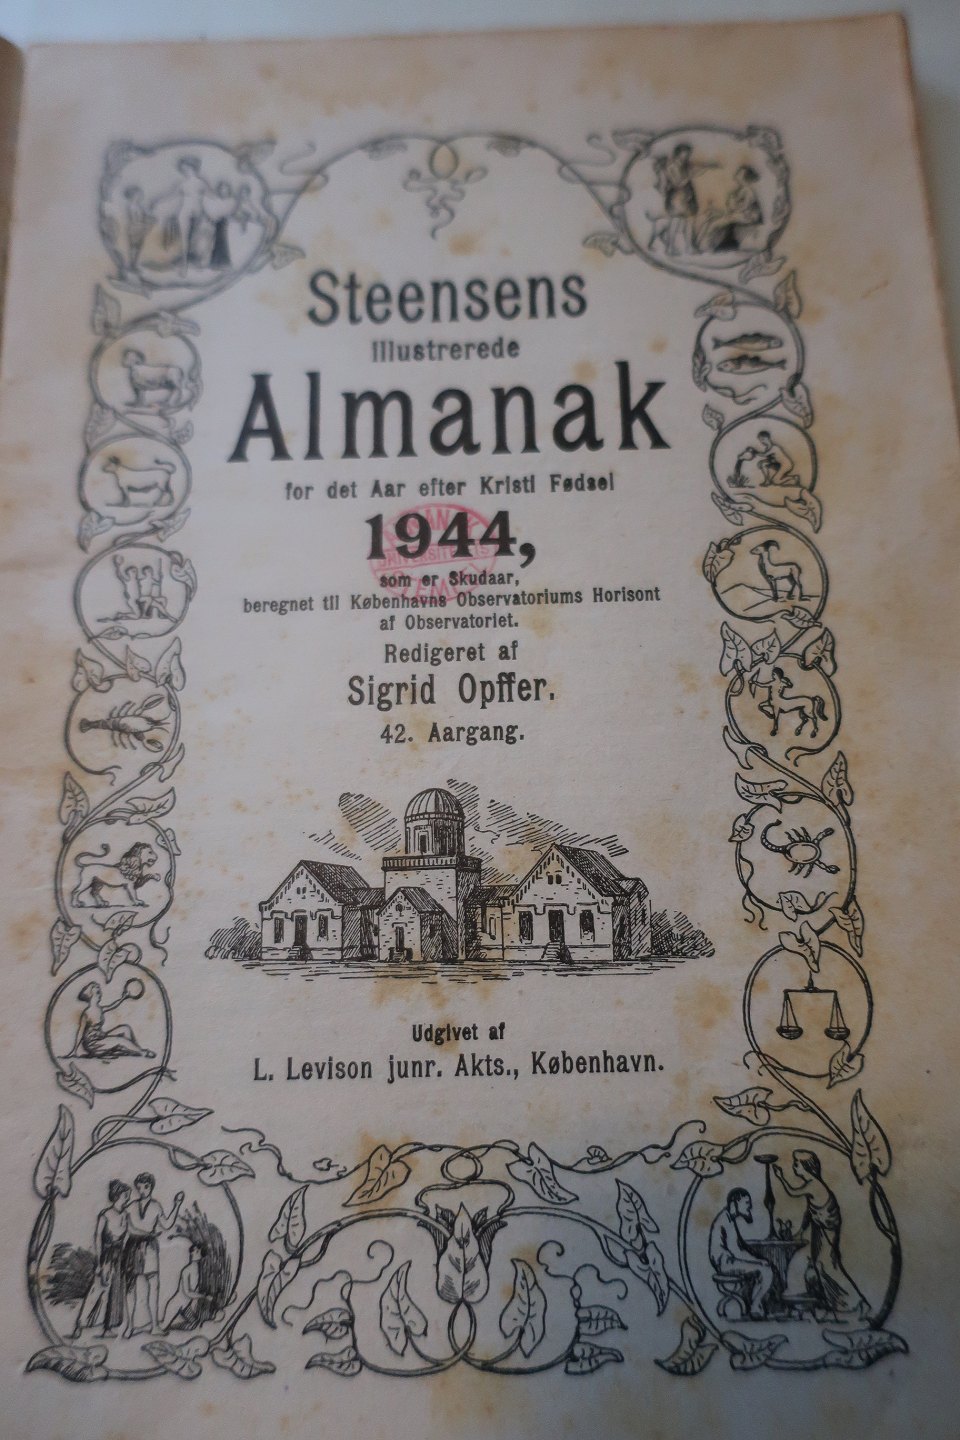 Steensens
Illustrerede
Almanak
for det Aar efter Kristi Fødsel
1944,
som er Skudaar,
beregnet til Københavns Observatoriums Horisont
af Observatoriet.
Redigeret af
Sigrid Opffer.
42. Aargang.
Udgivet af
L. Levison junr. Akts., København.